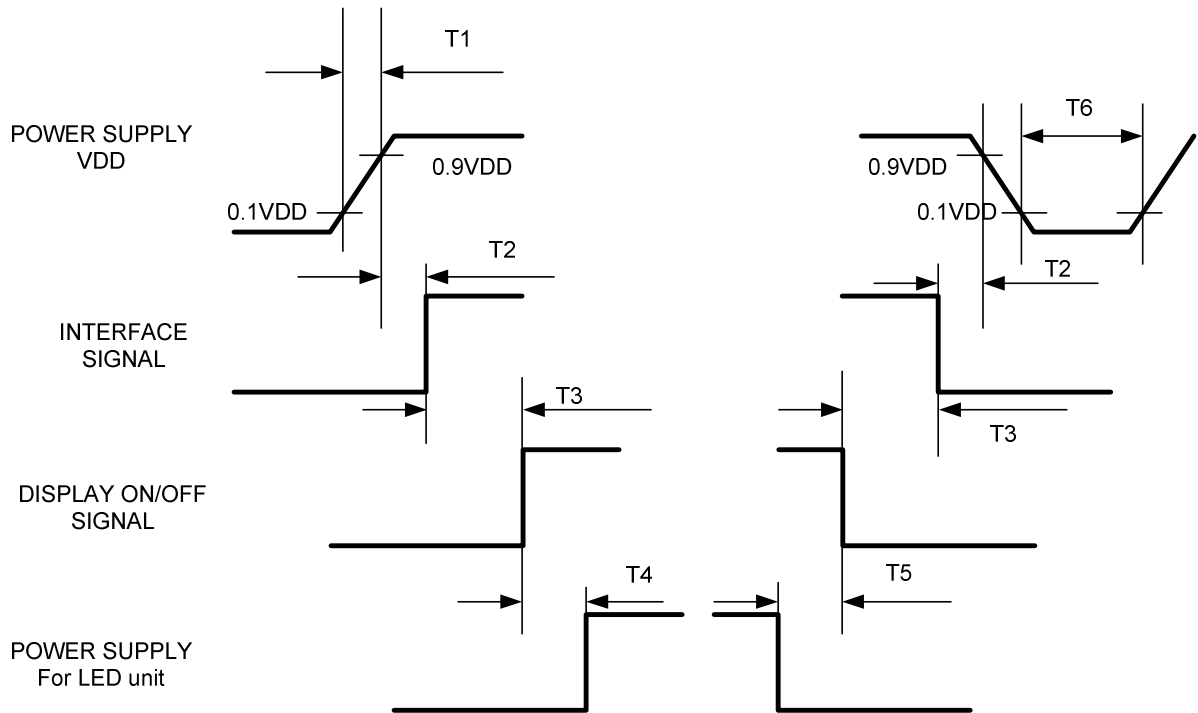 T1
T6
POWER SUPPLY
VDD
0.9VDD
0.9VDD
0.1VDD
0.1VDD
T2
T2
INTERFACE
SIGNAL
T3
T3
DISPLAY ON/OFF
SIGNAL
T4
T5
POWER SUPPLY
For LED unit